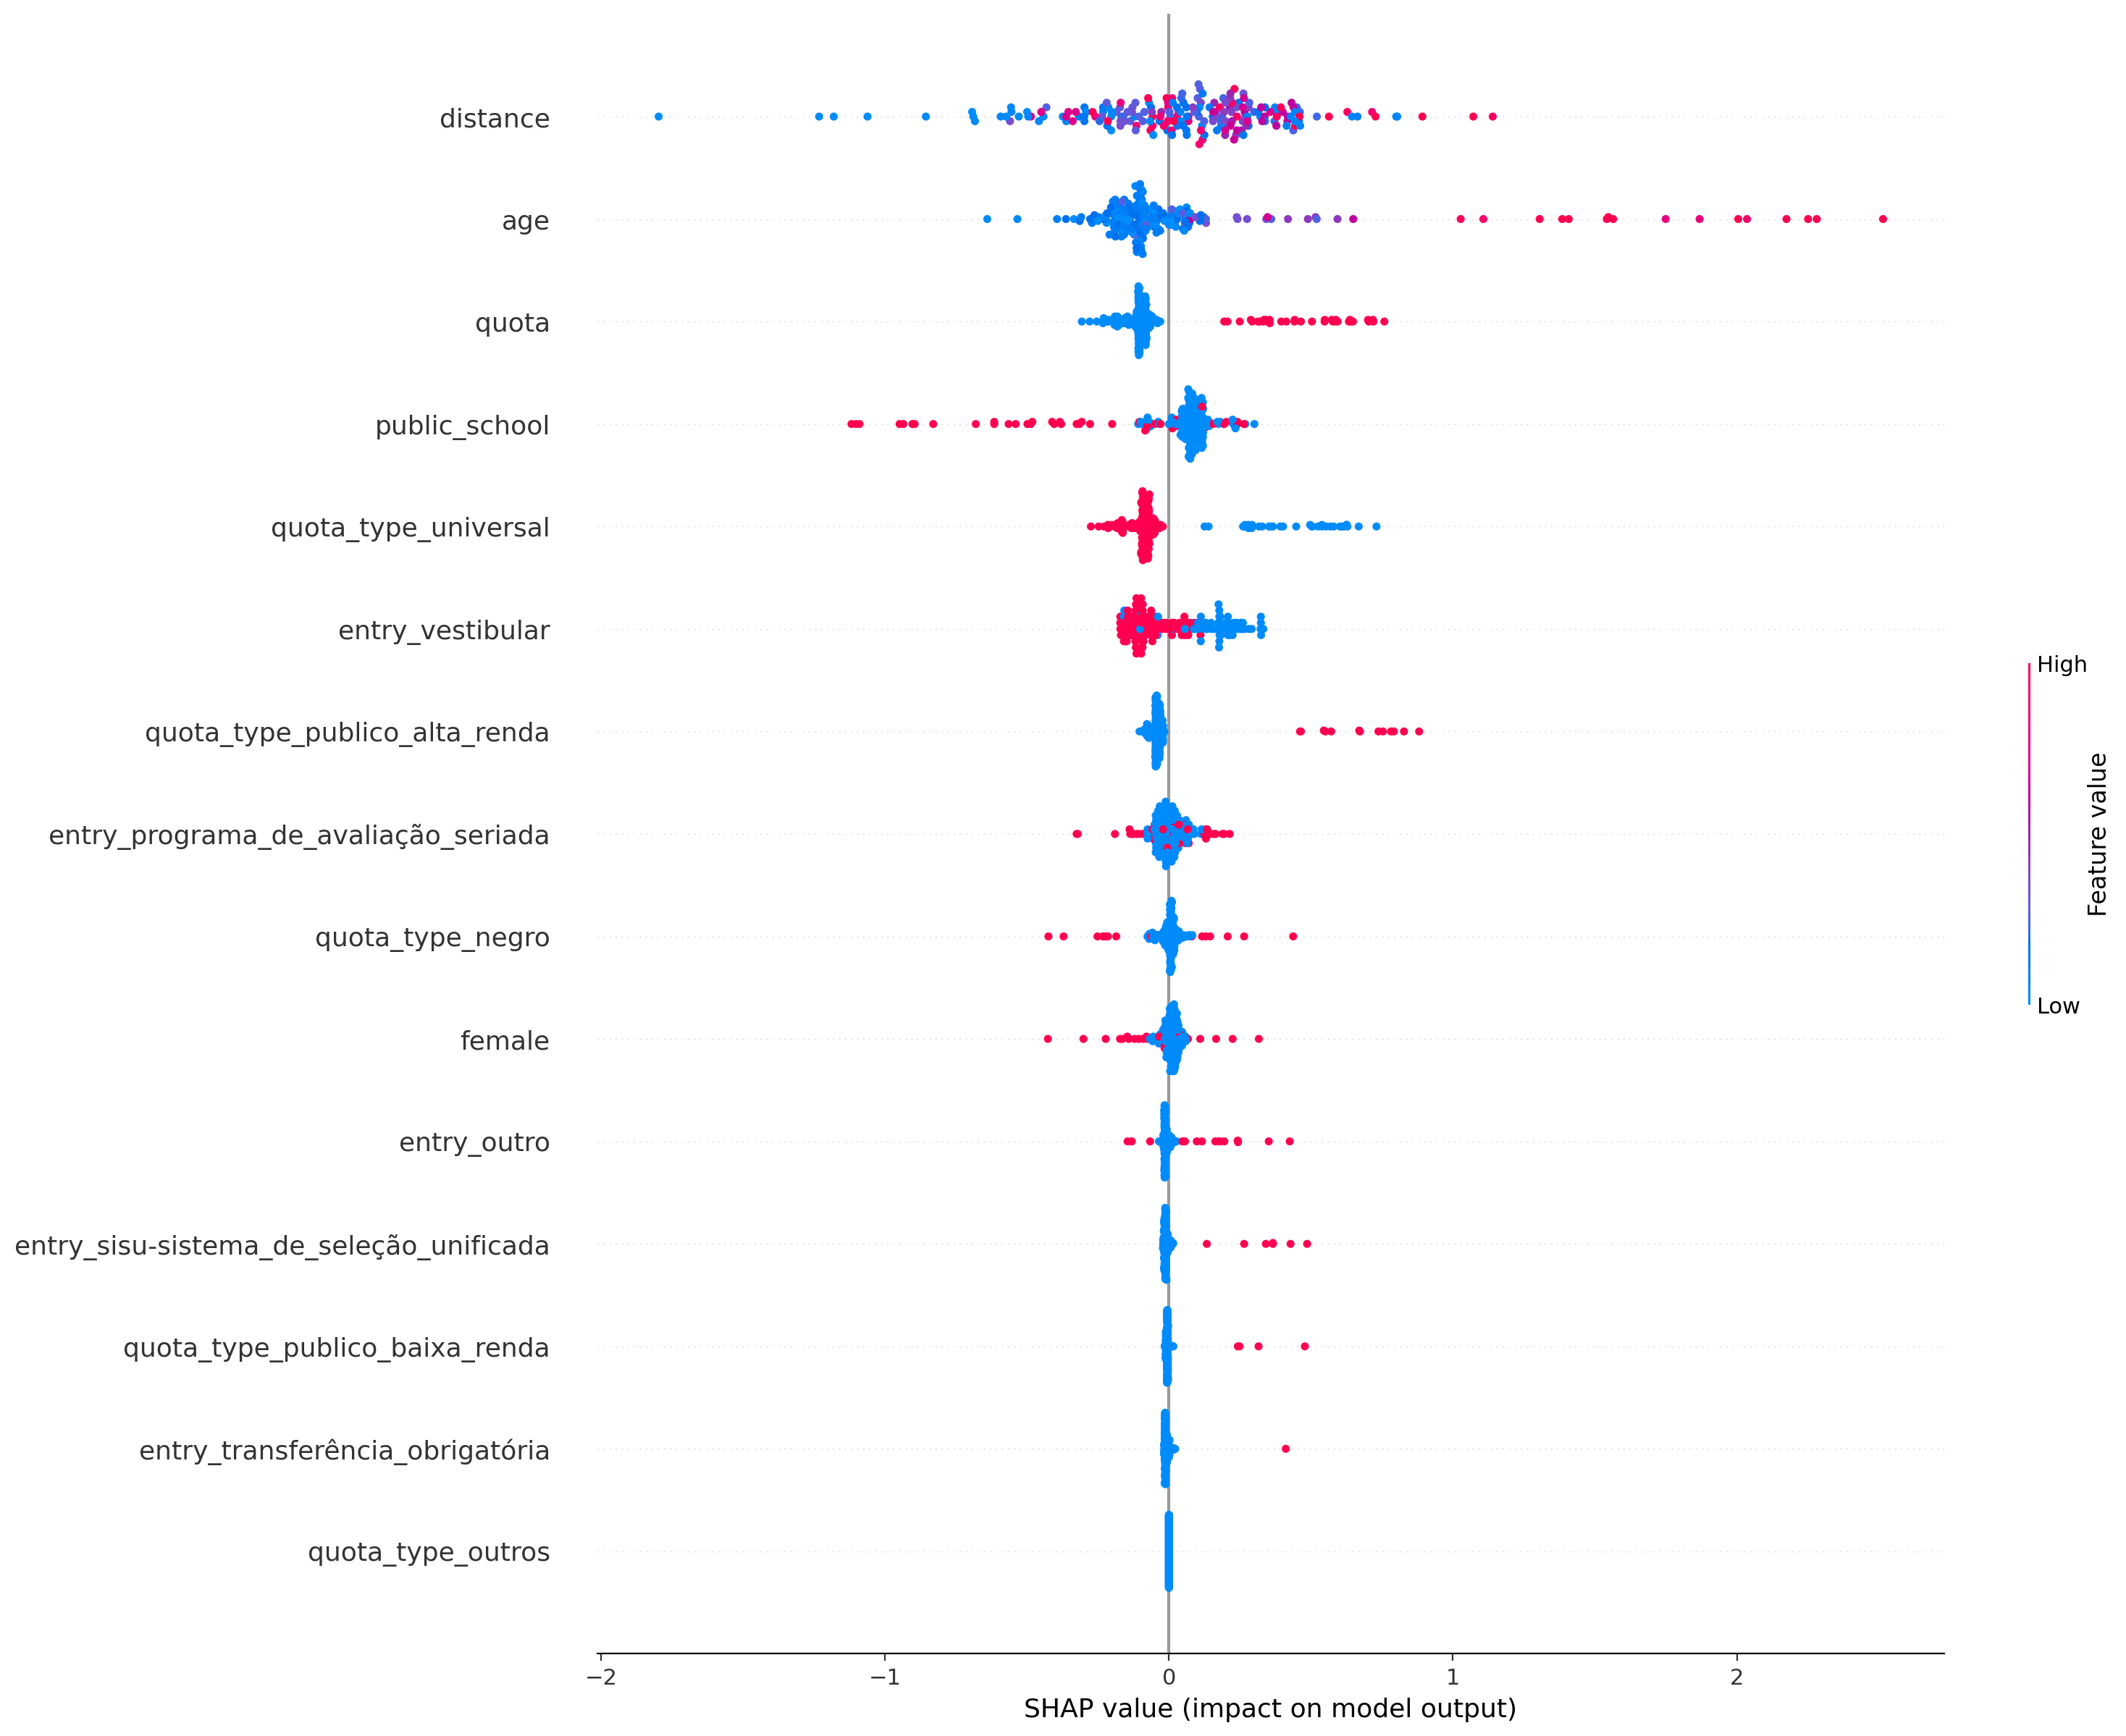 distance
age
quota
public_school
quota_type_universal
entry_vestibular
quota_type_publico_alta_renda
entry_programa_de_avaliação_seriada
quota_type_negro
female
entry_outro
entry_sisu-sistema_de_seleção_unificada
quota_type_publico_baixa_renda
entry_transferência_obrigatória
quota_type_outros
−2 −1 0 1 2
SHAP value (impact on model output)
High
Feature value
Low